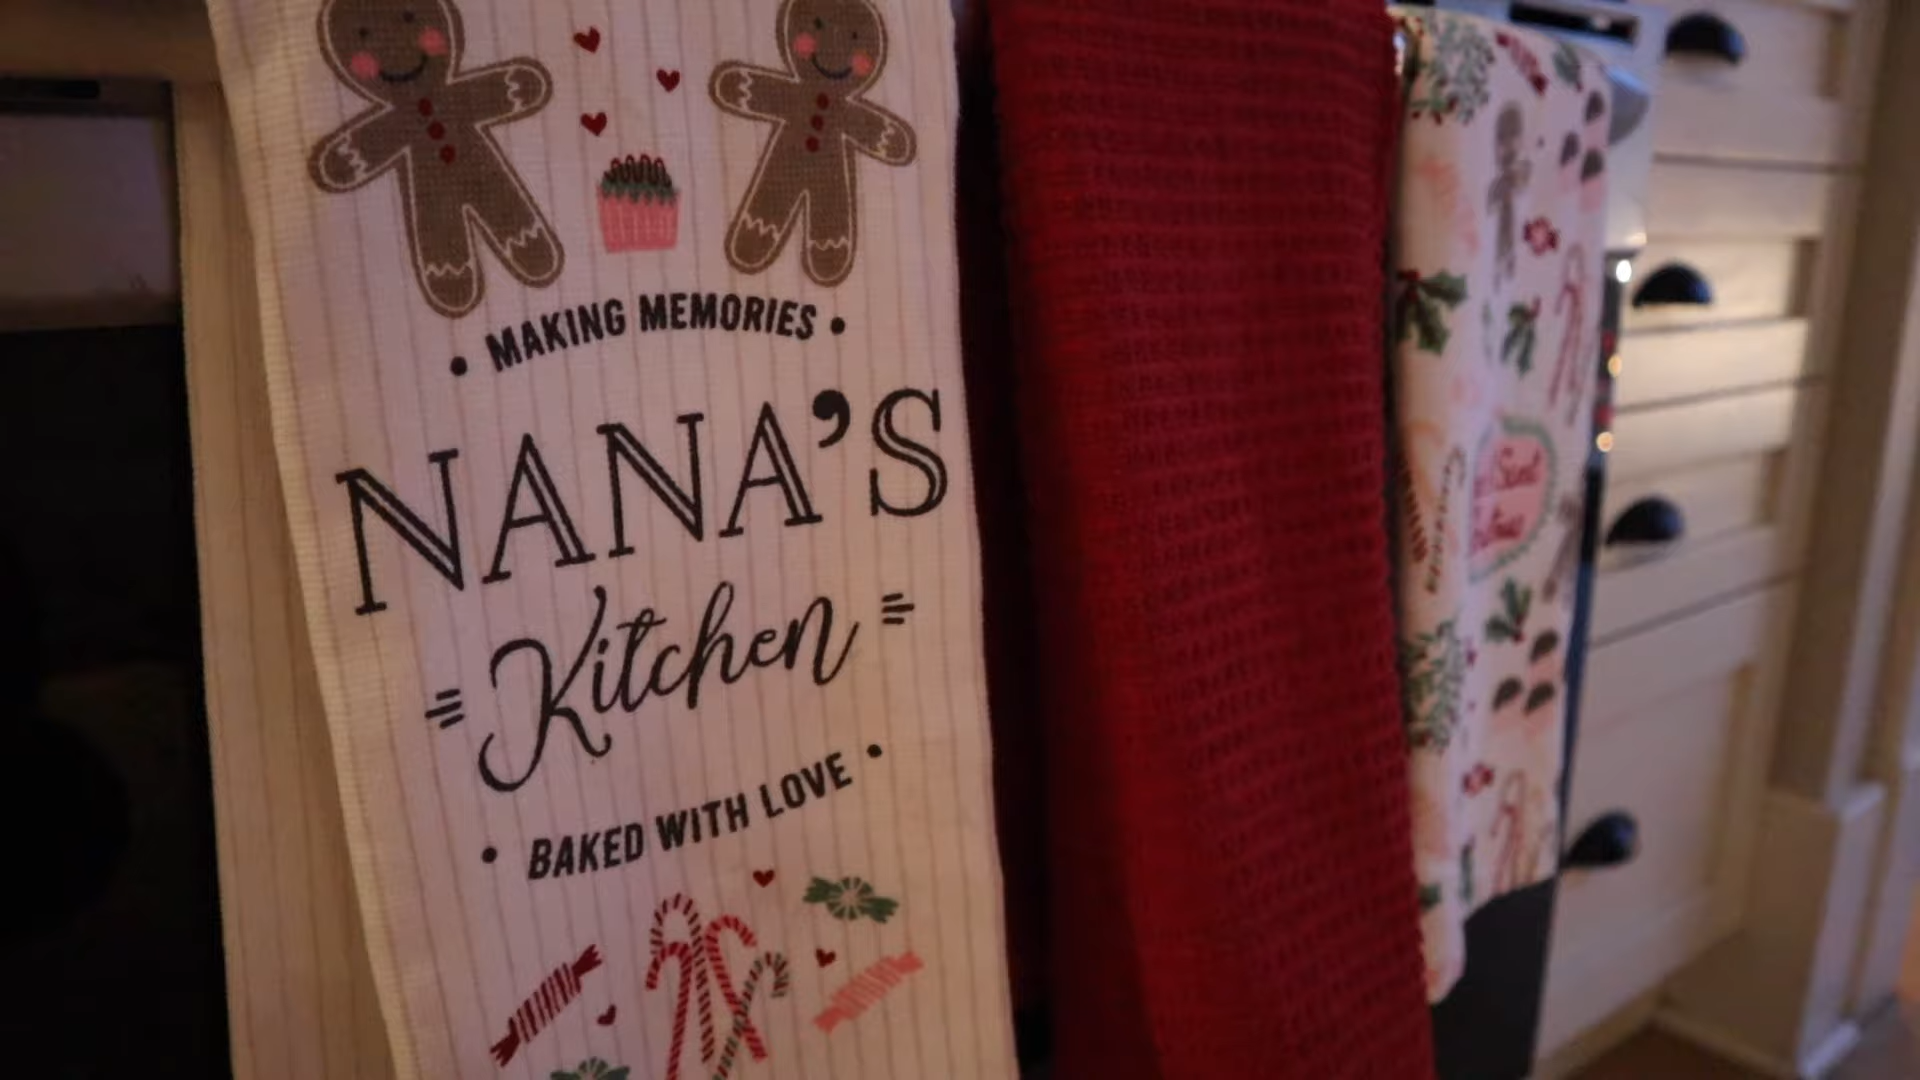 • MAKING MEMORIES •
NANA'S
Kitchen
• BAKED WITH LOVE •